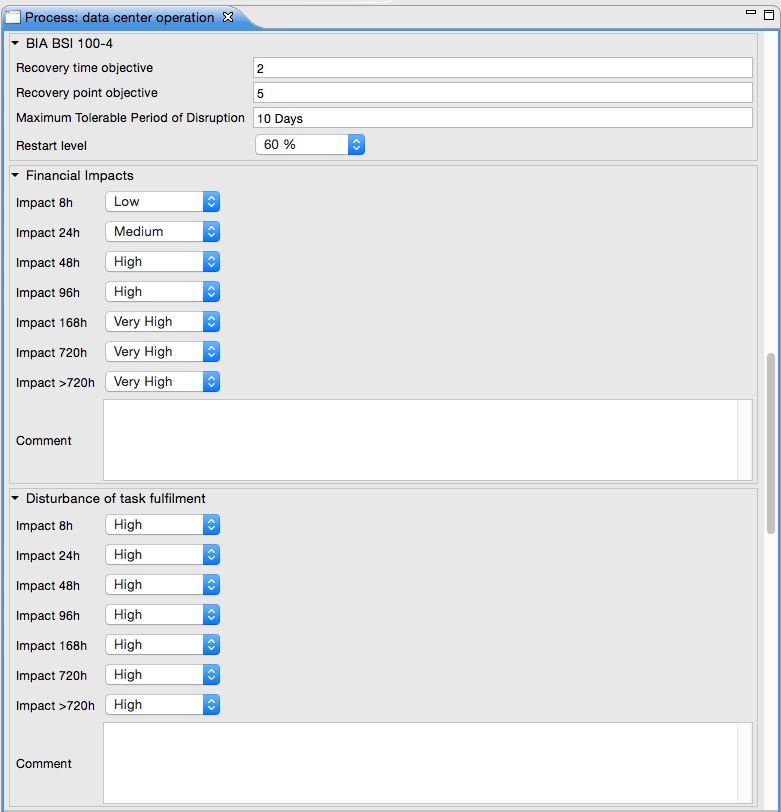 Process: data center operation
BIA BSI 100-4
Recovery time objective 2
Recovery point objective 5
Maximum Tolerable Period of Disruption 10 Days
Restart level 60 %
Financial Impacts
Impact 8h Low
Impact 24h Medium
Impact 48h High
Impact 96h High
Impact 168h Very High
Impact 720h Very High
Impact >720h Very High
Comment
Disturbance of task fulfilment
Impact 8h High
Impact 24h High
Impact 48h High
Impact 96h High
Impact 168h High
Impact 720h High
Impact >720h High
Comment